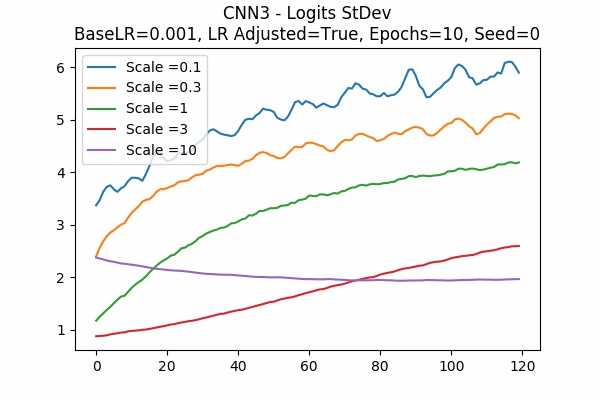 CNN3 - Logits StDev
BaseLR=0.001, LR Adjusted=True, Epochs=10, Seed=0
Scale =0.1
Scale =0.3
Scale =1
Scale =3
Scale =10
6
5
4
3
2
1
0 20 40 60 80 100 120